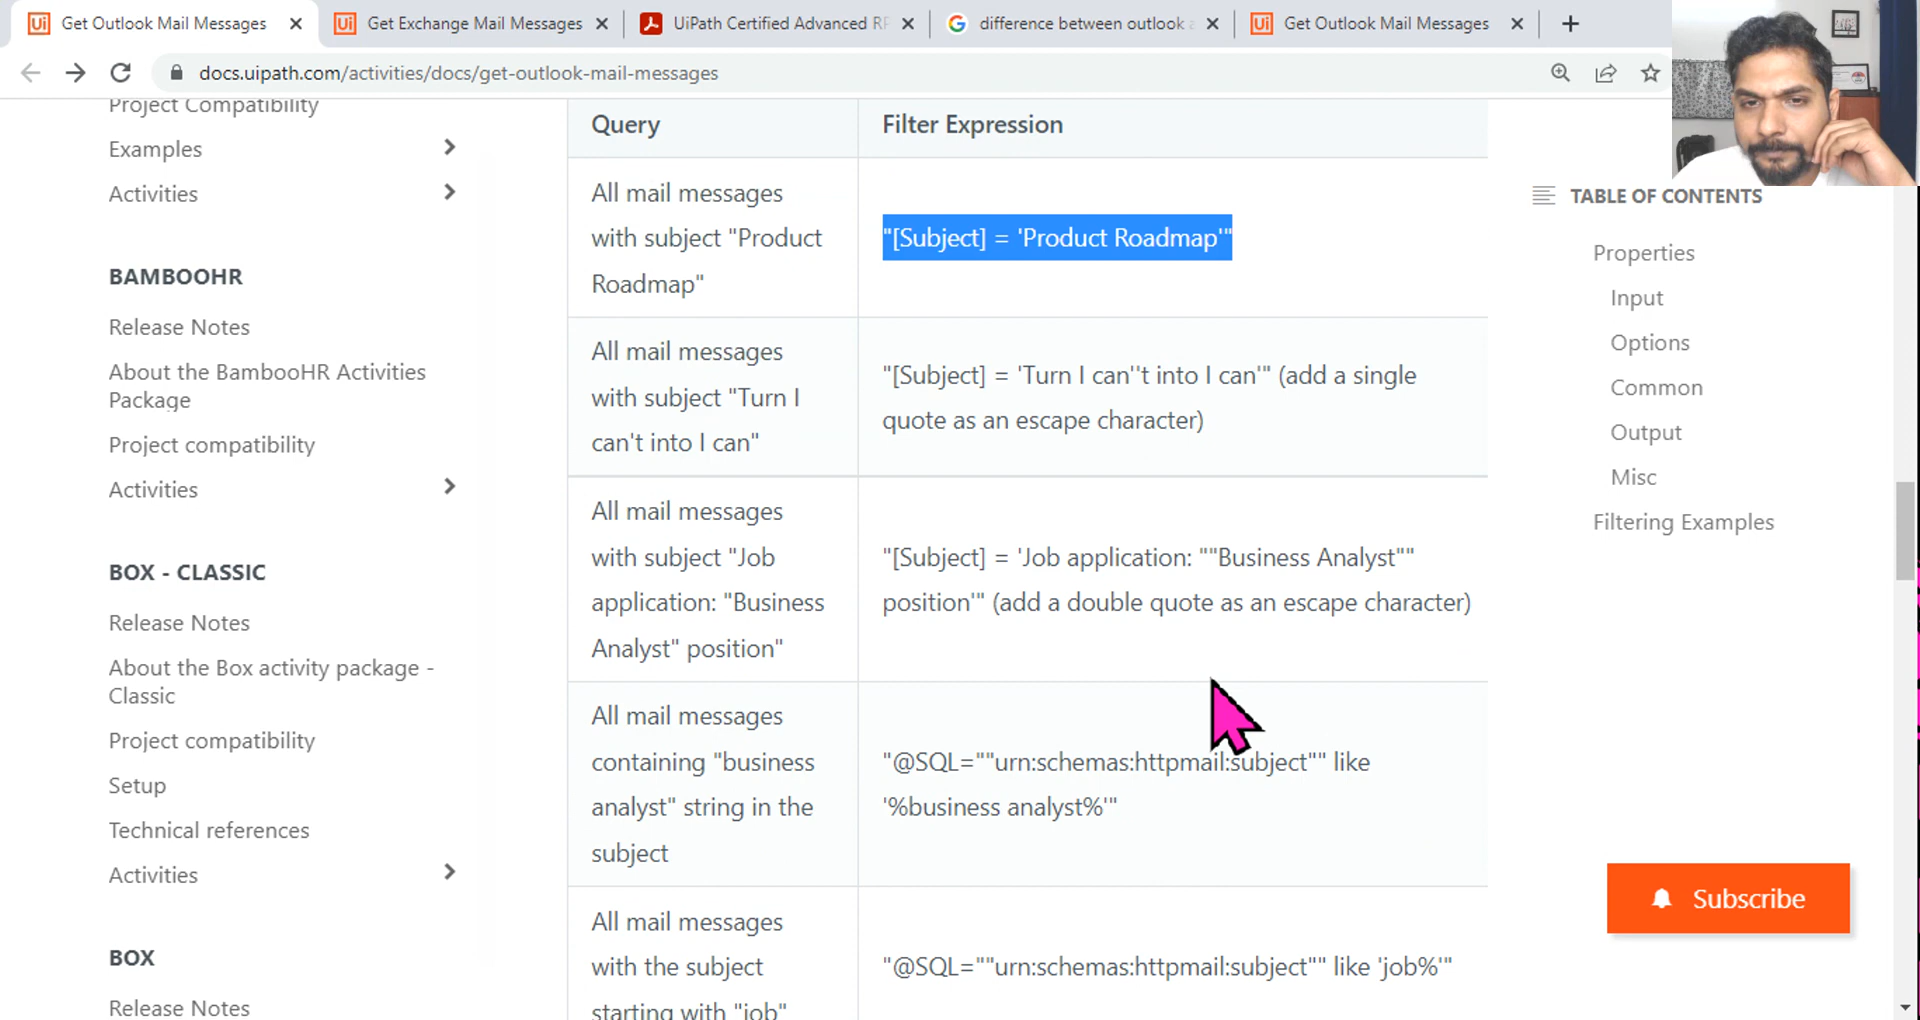 Get Outlook Mail Messages
Get Exchange Mail Messages
UiPath Certified Advanced RP
difference between outlook a
Get Outlook Mail Messages
docs.uipath.com/activities/docs/get-outlook-mail-messages
Project Compatibility
Examples
Activities
BAMBOOHR
Release Notes
About the BambooHR Activities
Package
Project compatibility
Activities
BOX - CLASSIC
Release Notes
About the Box activity package -
Classic
Project compatibility
Setup
Technical references
Activities
BOX
Release Notes
Query
Filter Expression
All mail messages
with subject "Product
Roadmap"
"[Subject] = 'Product Roadmap'"
All mail messages
with subject "Turn I
can't into I can"
"[Subject] = 'Turn I can''t into I can'" (add a single
quote as an escape character)
All mail messages
with subject "Job
application: "Business
Analyst" position"
"[Subject] = 'Job application: ""Business Analyst""
position'" (add a double quote as an escape character)
All mail messages
containing "business
analyst" string in the
subject
"@SQL=""urn:schemas:httpmail:subject"" like
'%business analyst%'"
All mail messages
with the subject
starting with "job"
"@SQL=""urn:schemas:httpmail:subject"" like 'job%'"
TABLE OF CONTENTS
Properties
Input
Options
Common
Output
Misc
Filtering Examples
Subscribe